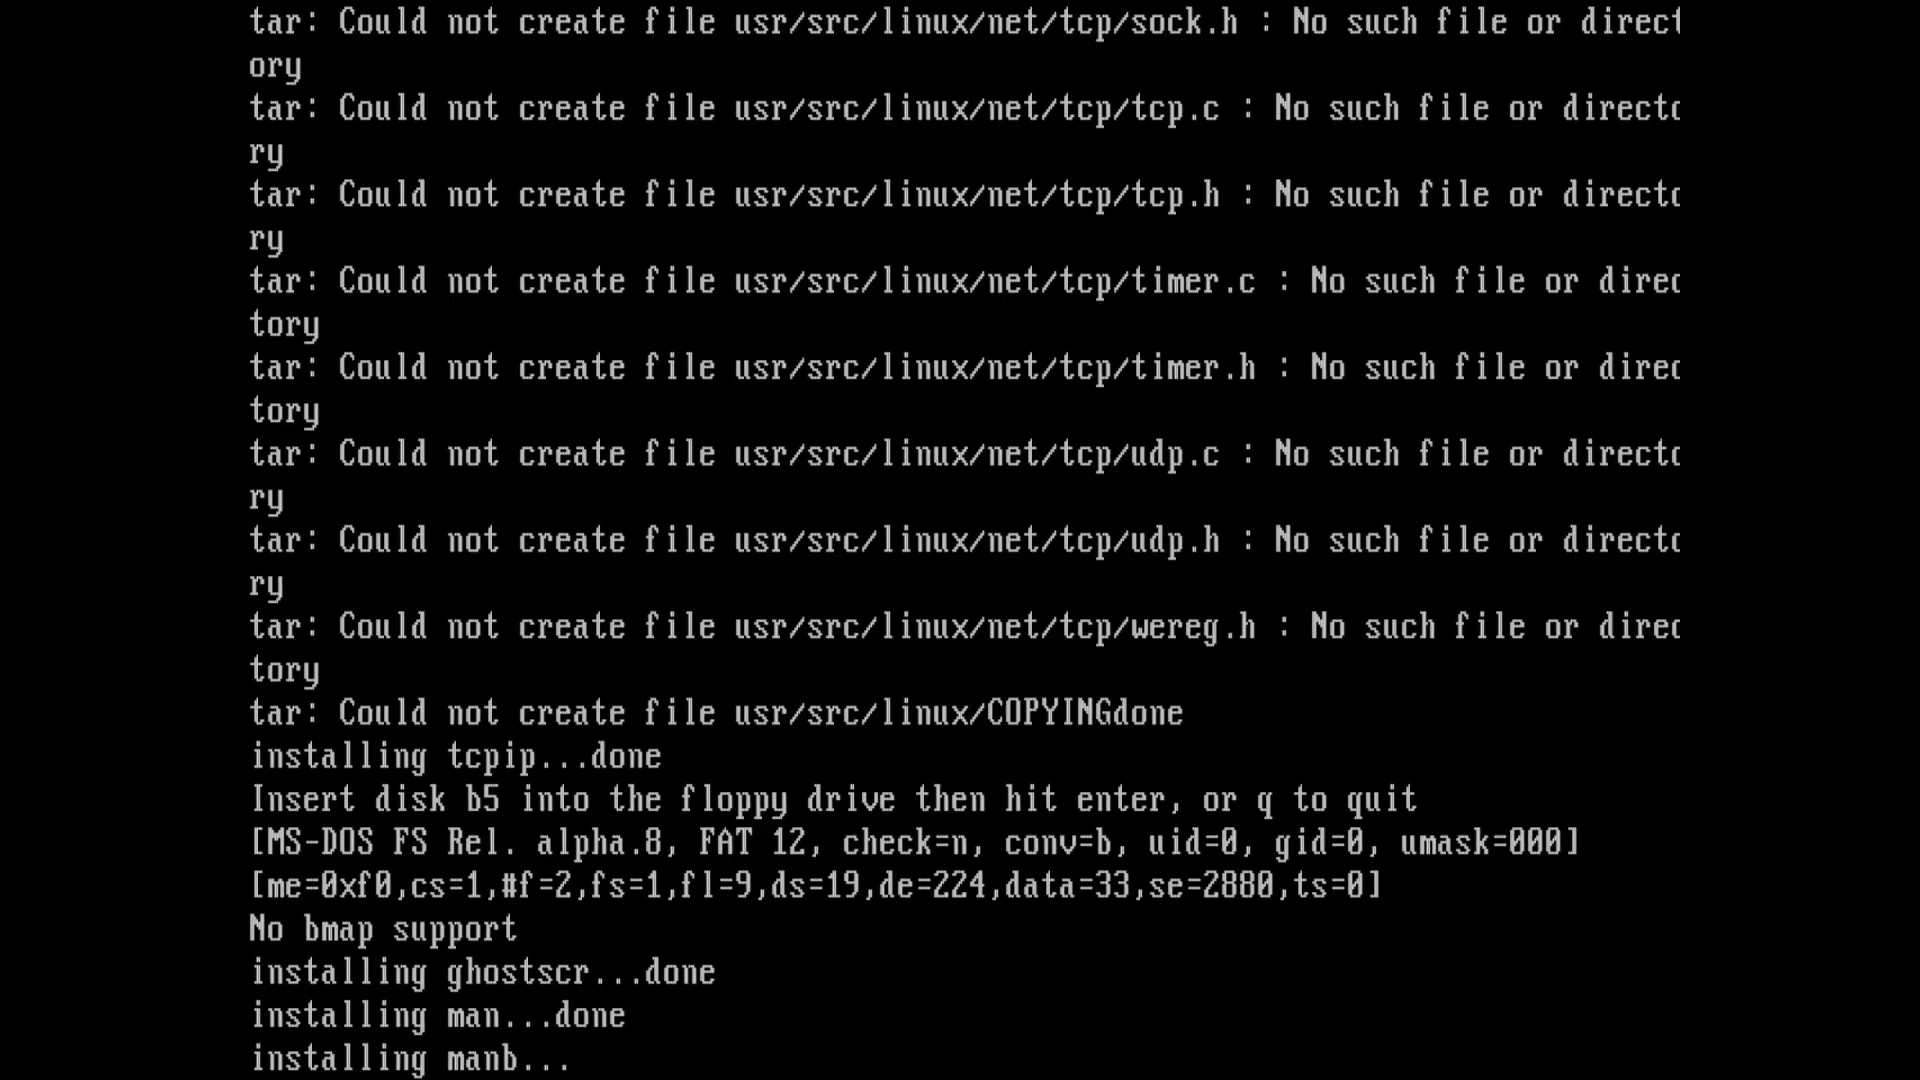 tar: Could not create file usr/src/linux/net/tcp/sock.h : No such file or direct
ory
tar: Could not create file usr/src/linux/net/tcp/tcp.c : No such file or directo
ry
tar: Could not create file usr/src/linux/net/tcp/tcp.h : No such file or directo
ry
tar: Could not create file usr/src/linux/net/tcp/timer.c : No such file or direc
tory
tar: Could not create file usr/src/linux/net/tcp/timer.h : No such file or direc
tory
tar: Could not create file usr/src/linux/net/tcp/udp.c : No such file or directo
ry
tar: Could not create file usr/src/linux/net/tcp/udp.h : No such file or directo
ry
tar: Could not create file usr/src/linux/net/tcp/wereg.h : No such file or direc
tory
tar: Could not create file usr/src/linux/COPYINGdone
installing tcpip...done
Insert disk b5 into the floppy drive then hit enter, or q to quit
[MS-DOS FS Rel. alpha.8, FAT 12, check=n, conv=b, uid=0, gid=0, umask=000]
[me=0xf0,cs=1,#f=2,fs=1,fl=9,ds=19,de=224,data=33,se=2880,ts=0]
No bmap support
installing ghostscr...done
installing man...done
installing manb...